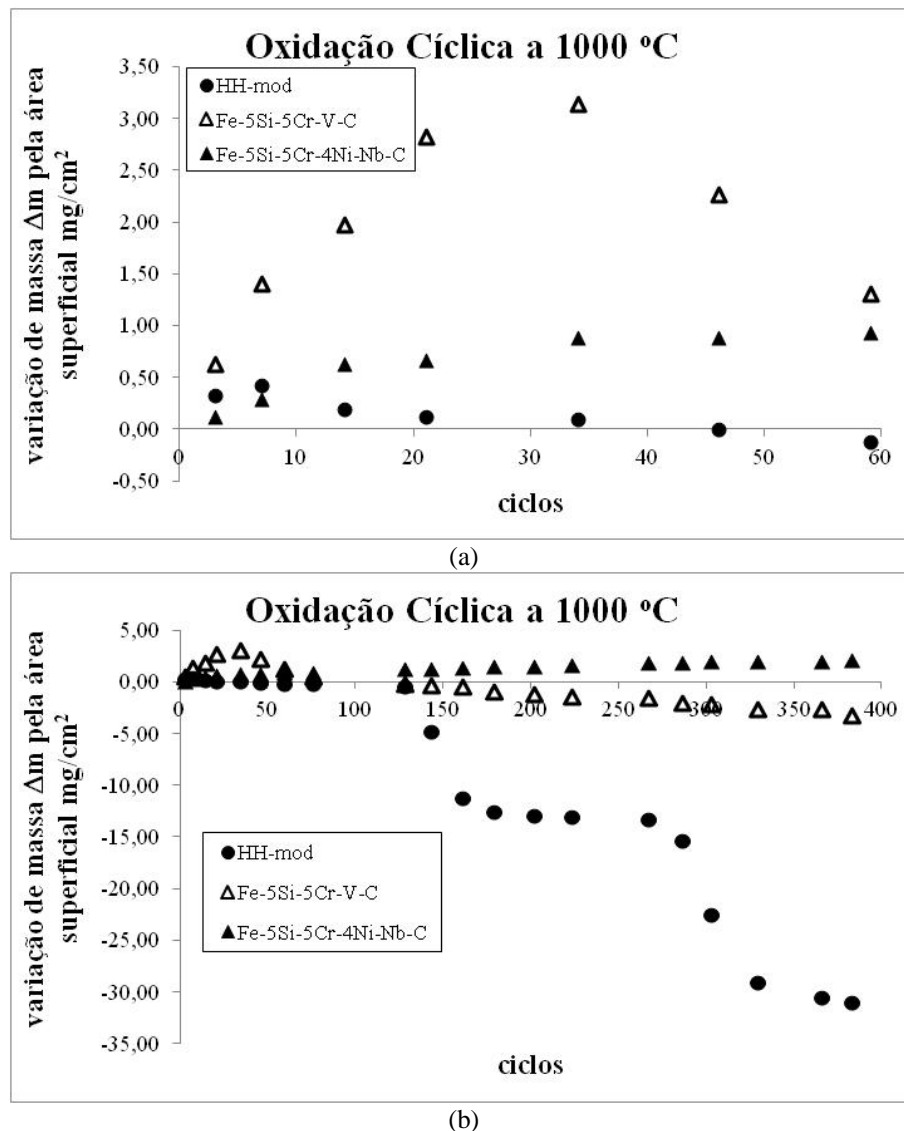 Oxidação Cíclica a 1000 ºC
variação de massa Δm pela área
superficial mg/cm²
3,50
3,00
2,50
2,00
1,50
1,00
0,50
0,00
-0,50
HH-mod
Fe-5Si-5Cr-V-C
Fe-5Si-5Cr-4Ni-Nb-C
0
10
20
30
40
50
60
ciclos
(a)
Oxidação Cíclica a 1000 ºC
variação de massa Δm pela área
superficial mg/cm²
5,00
0,00
-5,00
-10,00
-15,00
-20,00
-25,00
-30,00
-35,00
0
50
100
150
200
250
300
350
400
HH-mod
Fe-5Si-5Cr-V-C
Fe-5Si-5Cr-4Ni-Nb-C
ciclos
(b)